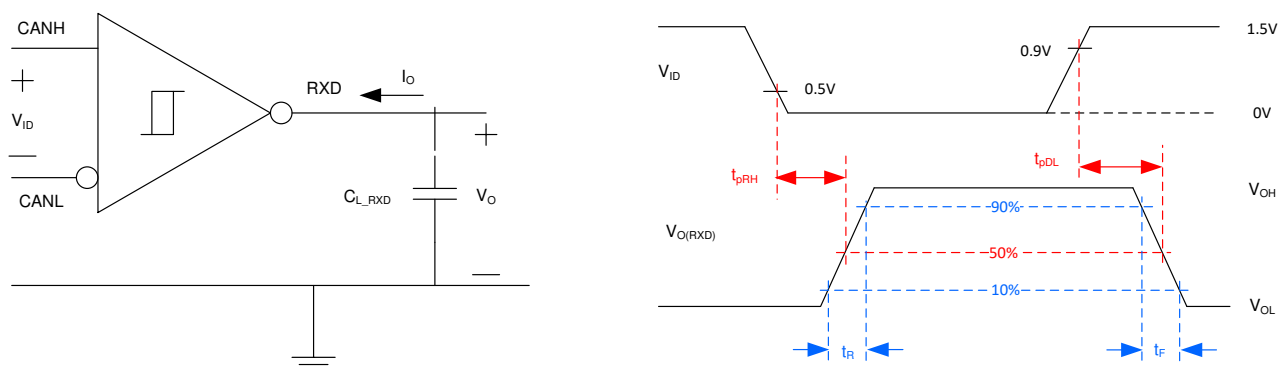 CANH
+
V_ID
—
CANL
RXD
I_O
C_L_RXD
+
V_O
—
V_ID
0.5V
0.9V
1.5V
0V
t_pRH
t_pDL
V_O(RXD)
90%
50%
10%
V_OH
V_OL
t_R
t_F